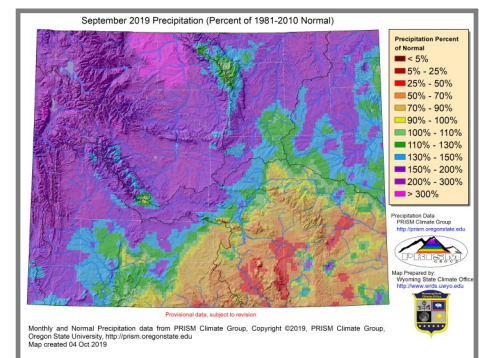 September 2019 Precipitation (Percent of 1981-2010 Normal)
Precipitation Percent
of Normal
< 5%
5% - 25%
25% - 50%
50% - 70%
70% - 90%
90% - 100%
100% - 110%
110% - 130%
130% - 150%
150% - 200%
200% - 300%
> 300%
Precipitation Data
PRISM Climate Group
http://prism.oregonstate.edu
PRISM
GROUP
Map Prepared by:
Wyoming State Climate Office
http://www.wrds.uwyo.edu
Provisional data, subject to revision
Monthly and Normal Precipitation data from PRISM Climate Group, Copyright ©2019, PRISM Climate Group,
Oregon State University, http://prism.oregonstate.edu
Map created 04 Oct 2019